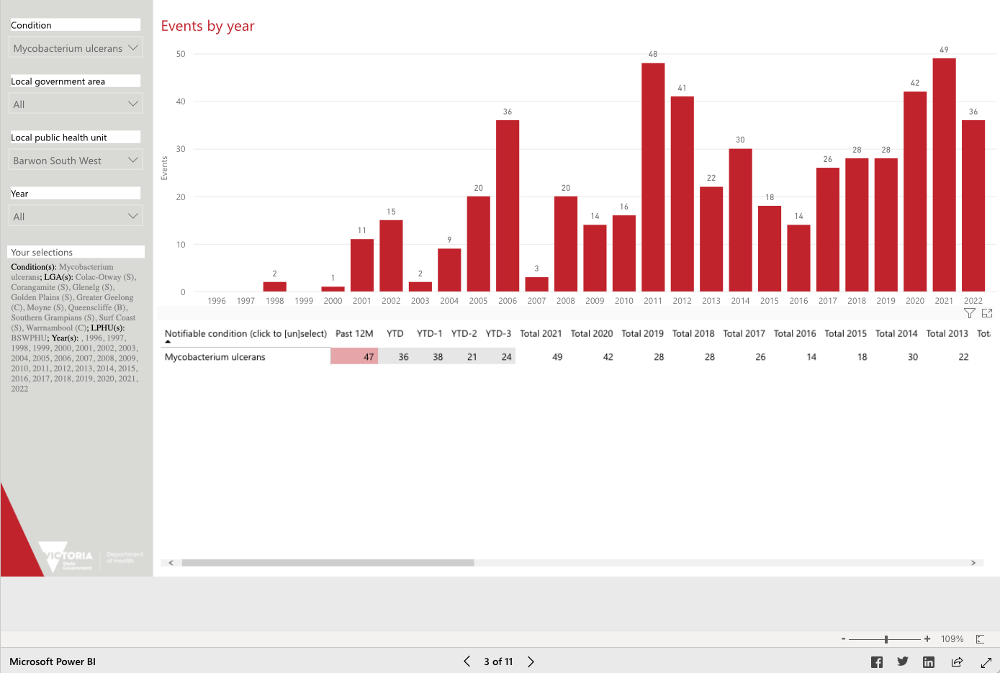 Condition
Mycobacterium ulcerans
Local government area
All
Local public health unit
Barwon South West
Year
All
Your selections
Condition(s): Mycobacterium
ulcerans; LGA(s): Colac-Otway (S),
Corangamite (S), Glenelg (S),
Golden Plains (S), Greater Geelong
(C), Moyne (S), Queenscliffe (B),
Southern Grampians (S), Surf Coast
(S), Warrnambool (C); LPHU(s):
BSWPHU; Year(s): , 1996, 1997,
1998, 1999, 2000, 2001, 2002, 2003,
2004, 2005, 2006, 2007, 2008, 2009,
2010, 2011, 2012, 2013, 2014, 2015,
2016, 2017, 2018, 2019, 2020, 2021,
2022
VICTORIA
State
Government
Department
of Health
Events by year
Events
50
40
30
20
10
0
2 1 11 15 2 9 20 36 3 20 14 16 48 41 22 30 18 14 26 28 28 42 49 36
1996 1997 1998 1999 2000 2001 2002 2003 2004 2005 2006 2007 2008 2009 2010 2011 2012 2013 2014 2015 2016 2017 2018 2019 2020 2021 2022
Notifiable condition (click to [un]select) Past 12M YTD YTD-1 YTD-2 YTD-3 Total 2021 Total 2020 Total 2019 Total 2018 Total 2017 Total 2016 Total 2015 Total 2014 Total 2013 Tot
Mycobacterium ulcerans 47 36 38 21 24 49 42 28 28 26 14 18 30 22
- + 109%
Microsoft Power BI
3 of 11